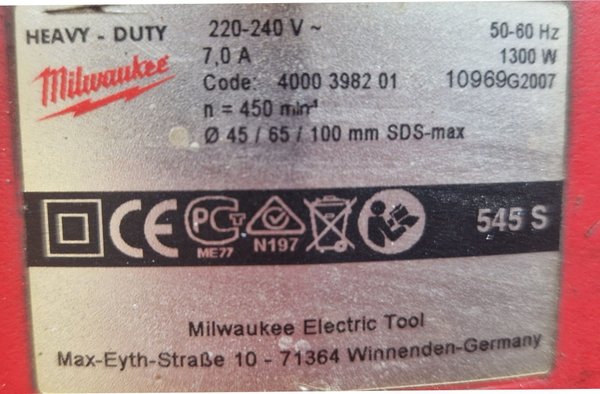 HEAVY - DUTY 220-240 V ~ 50-60 Hz
Milwaukee 7,0 A 1300 W
Code: 4000 3982 01 10969G2007
n = 450 min⁻¹
Ø 45 / 65 / 100 mm SDS-max
CE PCT ME77 N197 545 S
Milwaukee Electric Tool
Max-Eyth-Straße 10 - 71364 Winnenden-Germany